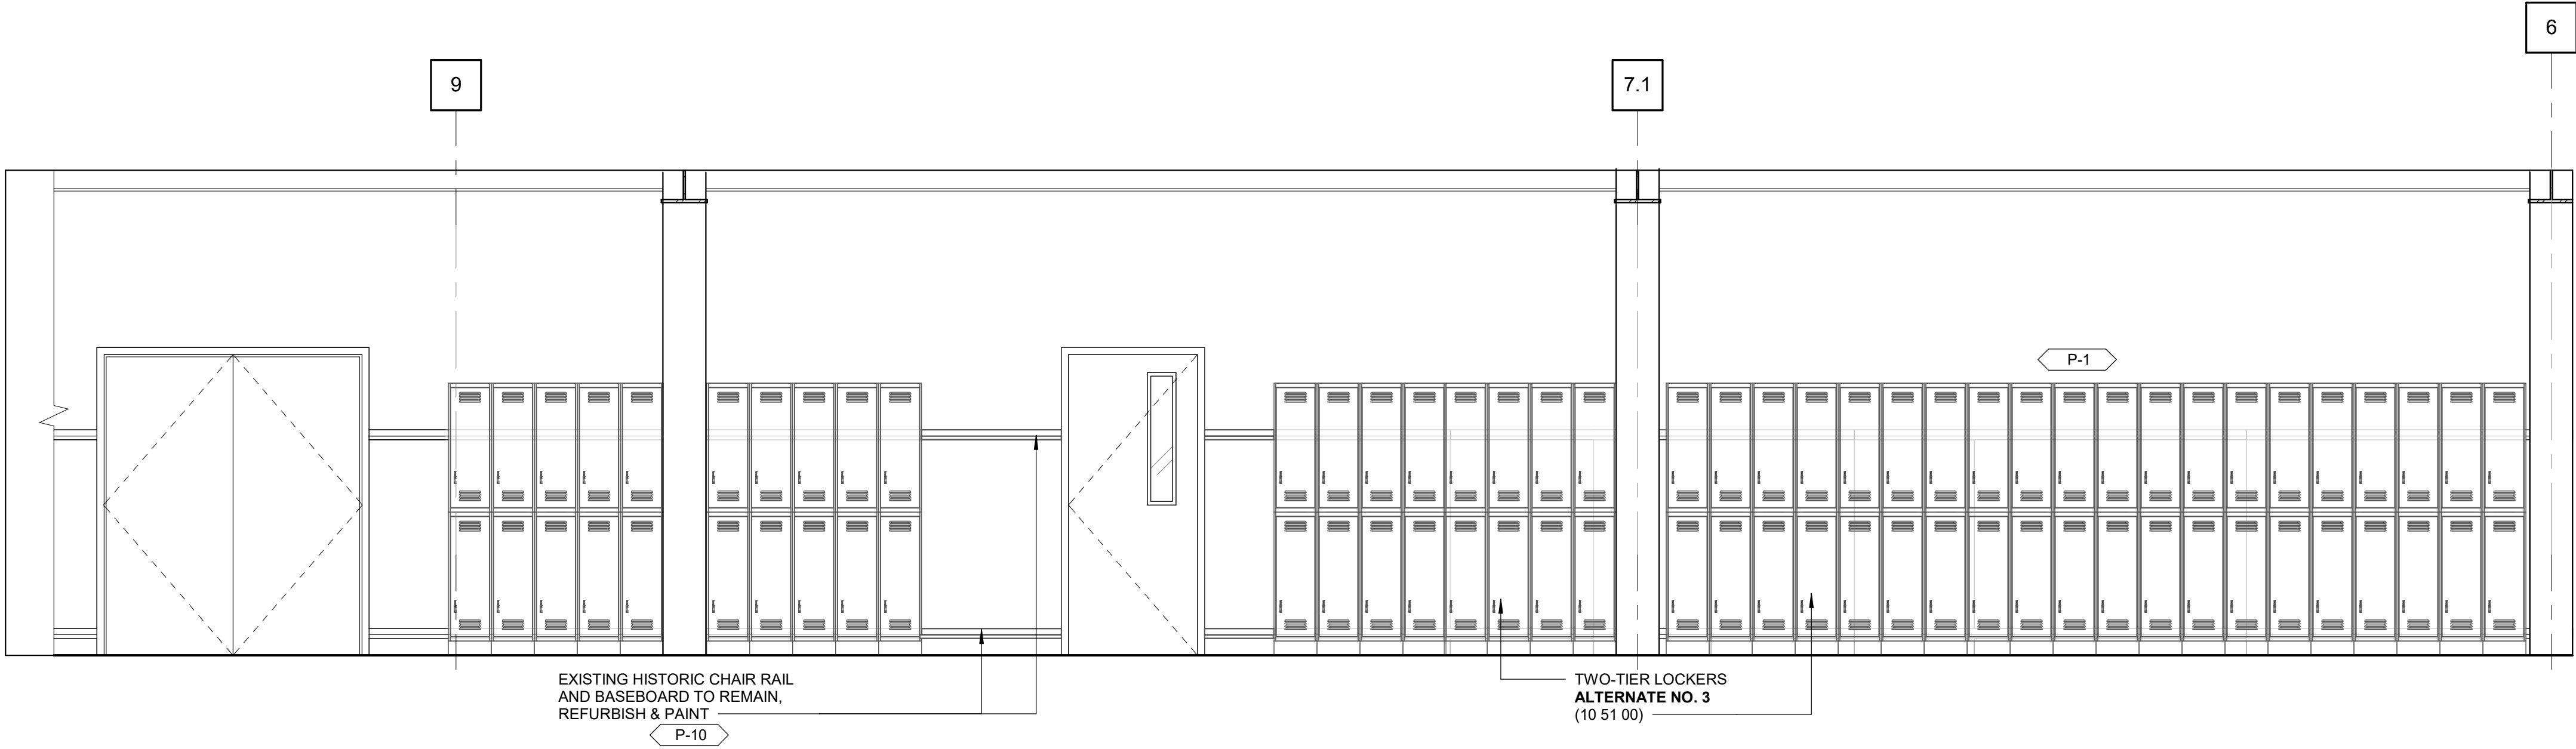 6
9
7.1
P-1
EXISTING HISTORIC CHAIR RAIL
AND BASEBOARD TO REMAIN,
REFURBISH & PAINT
P-10
TWO-TIER LOCKERS
ALTERNATE NO. 3
(10 51 00)